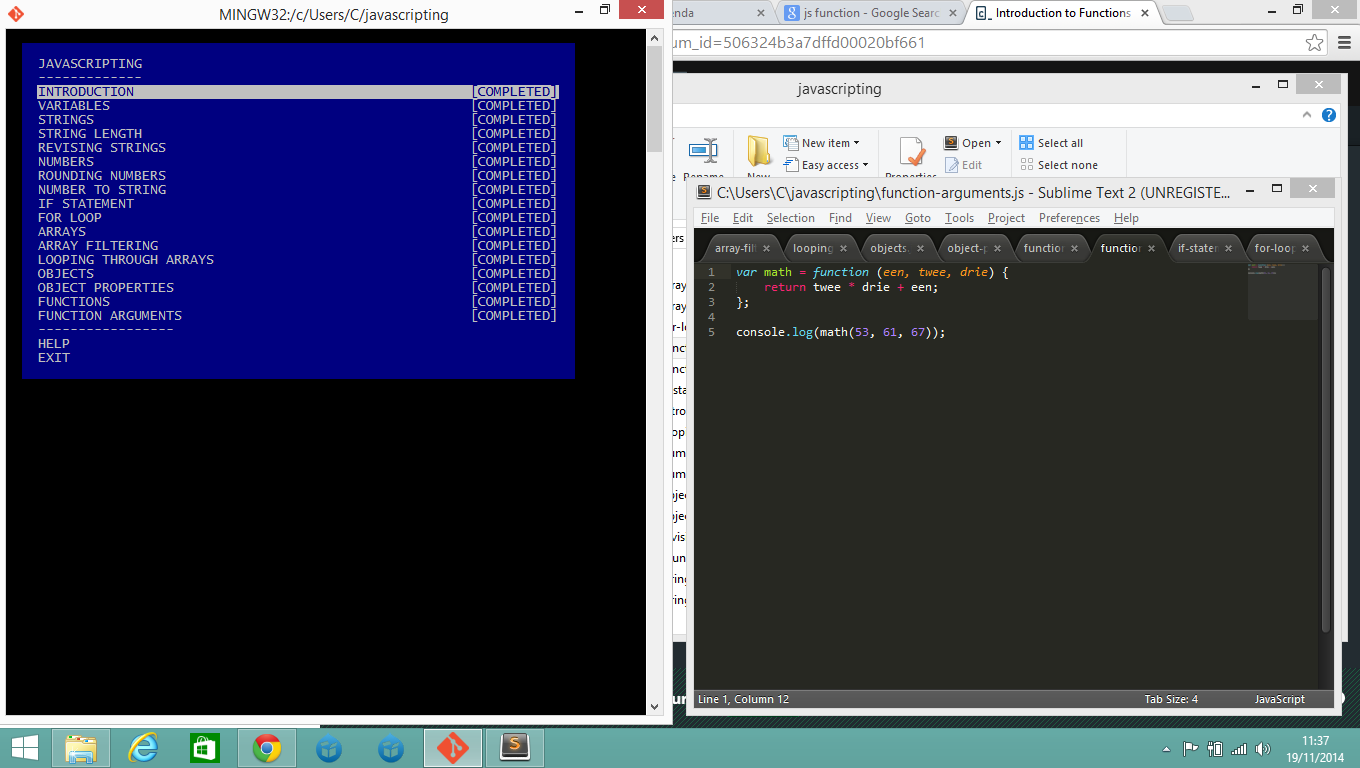 MINGW32:/c/Users/C/javascripting
JAVASCRIPTING
-------------
INTRODUCTION [COMPLETED]
VARIABLES [COMPLETED]
STRINGS [COMPLETED]
STRING LENGTH [COMPLETED]
REVISING STRINGS [COMPLETED]
NUMBERS [COMPLETED]
ROUNDING NUMBERS [COMPLETED]
NUMBER TO STRING [COMPLETED]
IF STATEMENT [COMPLETED]
FOR LOOP [COMPLETED]
ARRAYS [COMPLETED]
ARRAY FILTERING [COMPLETED]
LOOPING THROUGH ARRAYS [COMPLETED]
OBJECTS [COMPLETED]
OBJECT PROPERTIES [COMPLETED]
FUNCTIONS [COMPLETED]
FUNCTION ARGUMENTS [COMPLETED]
-----------------
HELP
EXIT
enda js function - Google Searc Introduction to Functions
um_id=506324b3a7dffd00020bf661
javascripting
New item Open Select all
Easy access Edit Select none
C:\Users\C\javascripting\function-arguments.js - Sublime Text 2 (UNREGISTE...
File Edit Selection Find View Goto Tools Project Preferences Help
array-fil looping objects. object-p function function if-stater for-loop
1 var math = function (een, twee, drie) {
2 return twee * drie + een;
3 };
4
5 console.log(math(53, 61, 67));
Line 1, Column 12 Tab Size: 4 JavaScript
11:37
19/11/2014